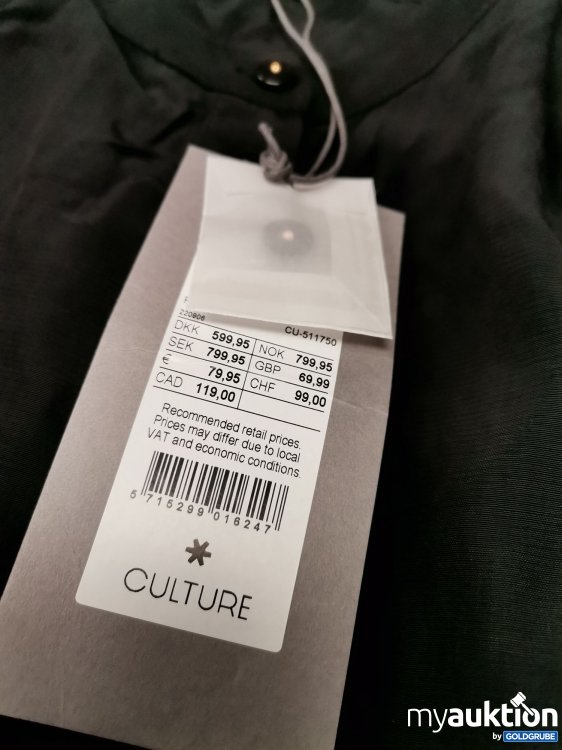 220906 CU-511750
DKK 599,95 NOK 799,95
SEK 799,95 GBP 69,99
€ 79,95 CHF 99,00
CAD 119,00
Recommended retail prices.
Prices may differ due to local
VAT and economic conditions.
5 715299 016247
CULTURE
myauktion
by GOLDGRUBE